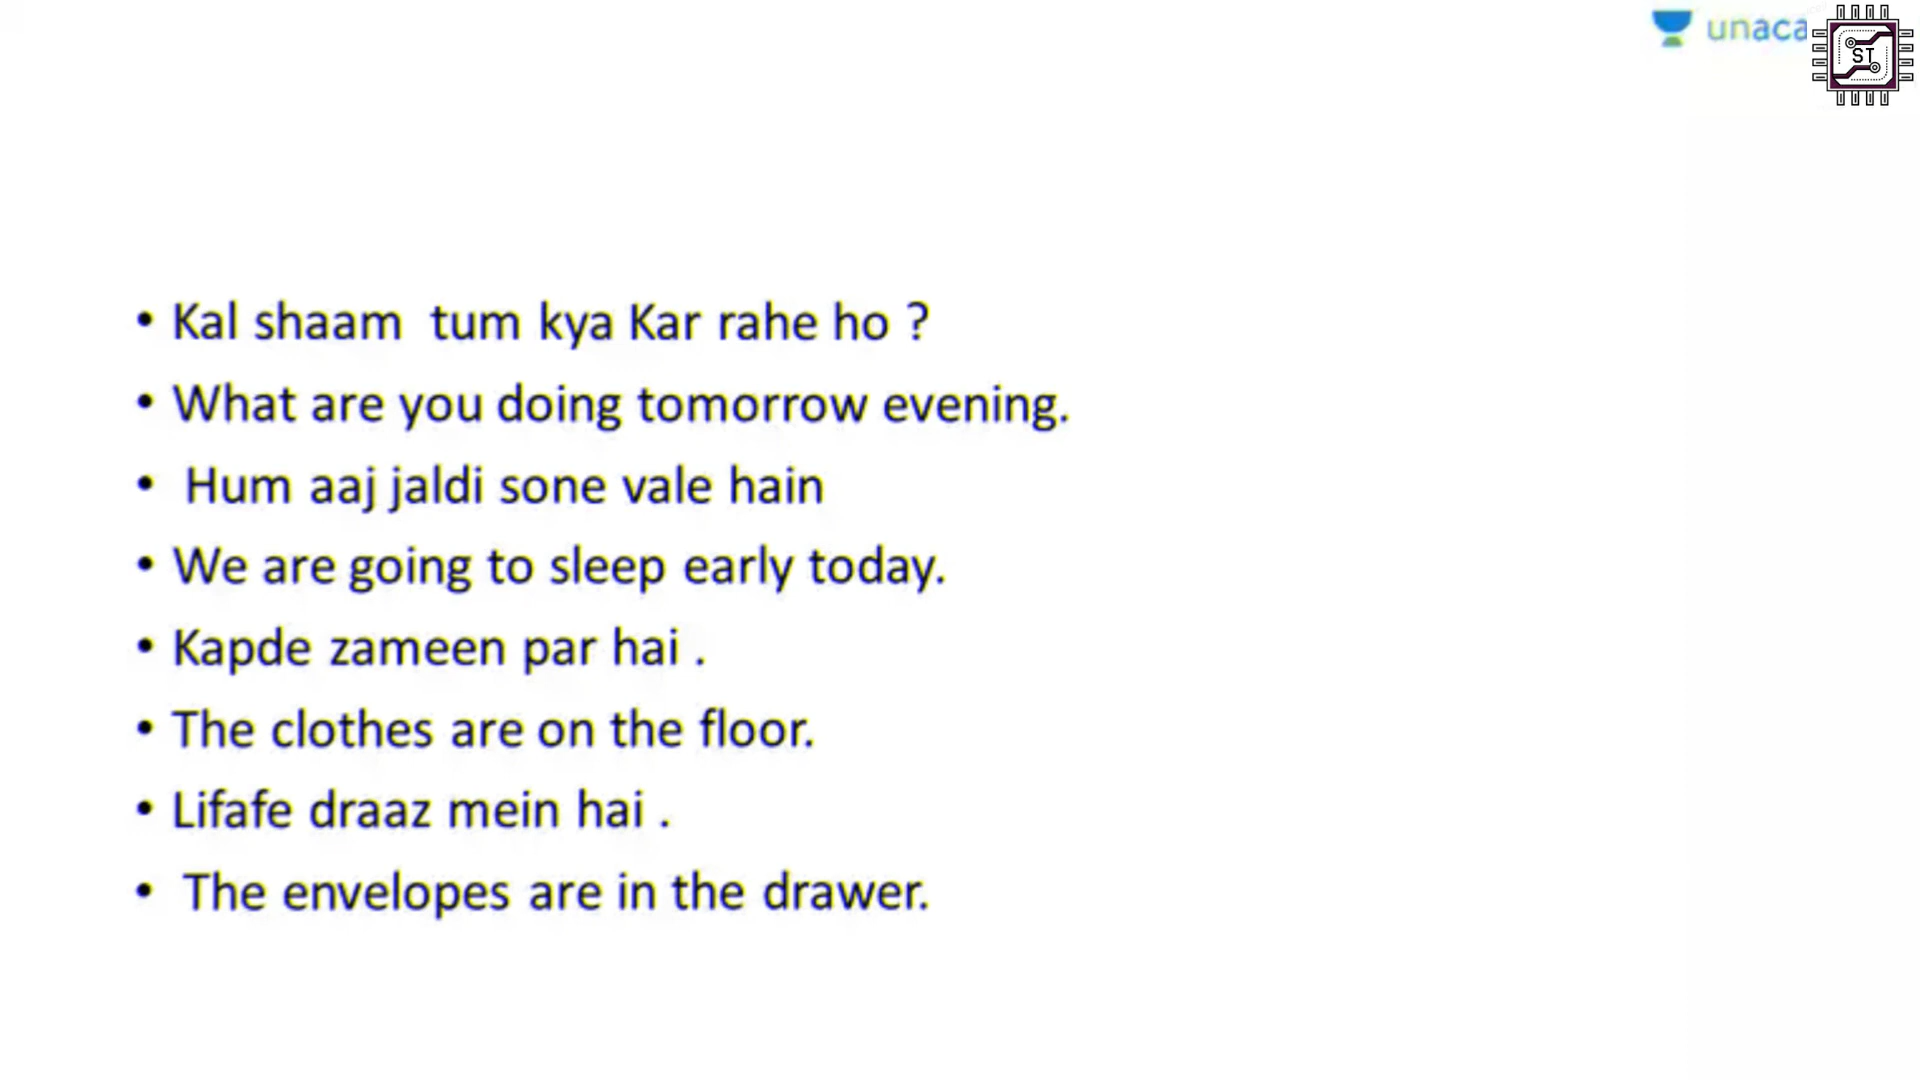 unaca
ST
• Kal shaam tum kya Kar rahe ho ?
• What are you doing tomorrow evening.
• Hum aaj jaldi sone vale hain
• We are going to sleep early today.
• Kapde zameen par hai .
• The clothes are on the floor.
• Lifafe draaz mein hai .
• The envelopes are in the drawer.